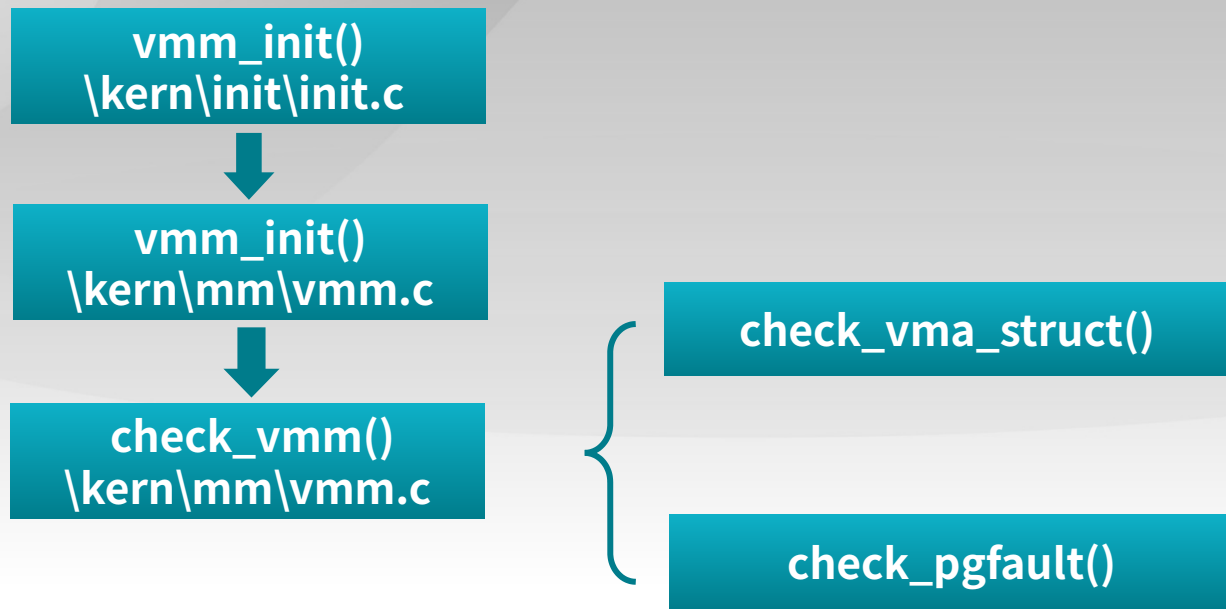 vmm_init()
\kern\init\init.c
vmm_init()
\kern\mm\vmm.c
check_vmm()
\kern\mm\vmm.c
check_vma_struct()
check_pgfault()